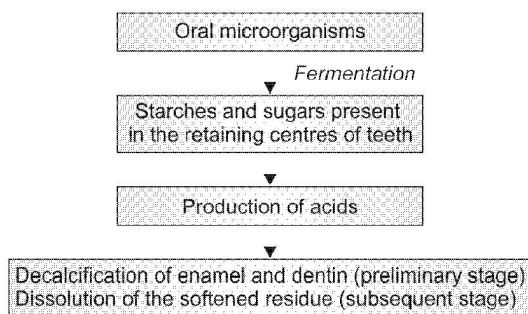 Oral microorganisms
Fermentation
Starches and sugars present
in the retaining centres of teeth
Production of acids
Decalcification of enamel and dentin (preliminary stage)
Dissolution of the softened residue (subsequent stage)